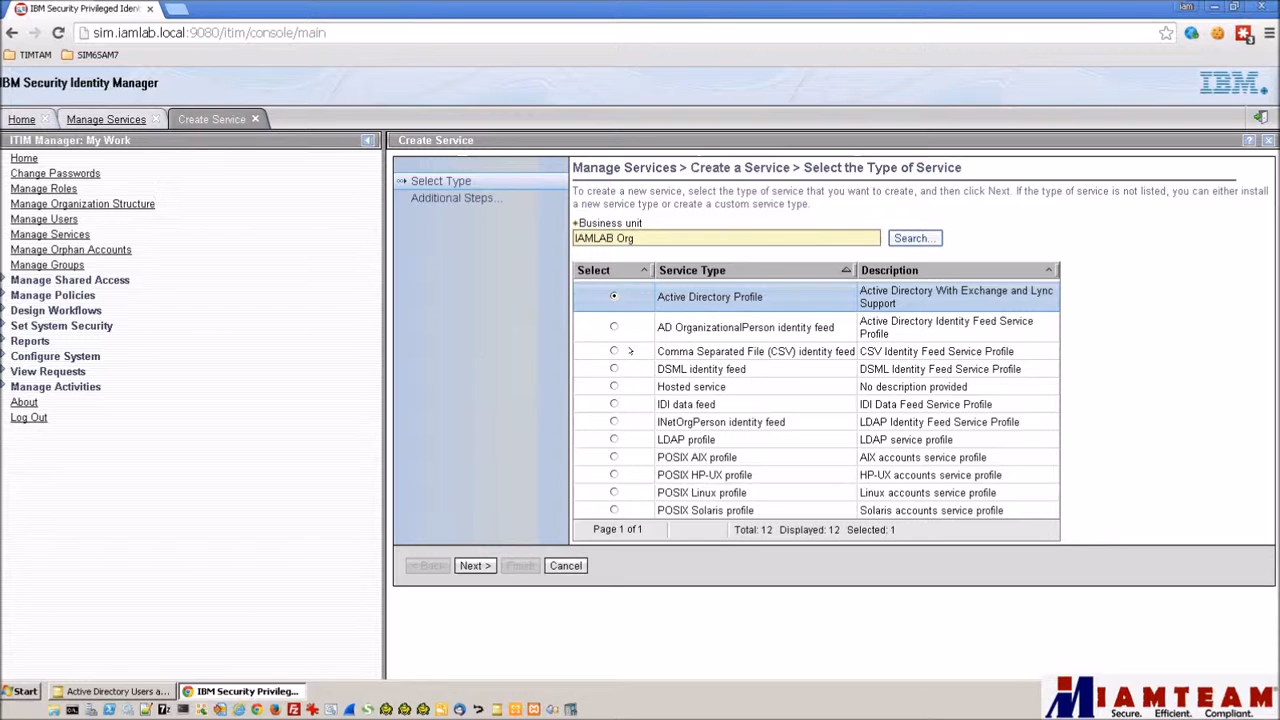 IBM Security Privileged Iden
iam
sim.iamlab.local:9080/itim/console/main
TIMTAM
SIM6SAM7
IBM Security Identity Manager
IBM
Home
Manage Services
Create Service
ITIM Manager: My Work
Home
Change Passwords
Manage Roles
Manage Organization Structure
Manage Users
Manage Services
Manage Orphan Accounts
Manage Groups
Manage Shared Access
Manage Policies
Design Workflows
Set System Security
Reports
Configure System
View Requests
Manage Activities
About
Log Out
Create Service
Select Type
Additional Steps...
Manage Services > Create a Service > Select the Type of Service
To create a new service, select the type of service that you want to create, and then click Next. If the type of service is not listed, you can either install
a new service type or create a custom service type.
Business unit
IAMLAB Org
Search...
Select Service Type Description
Active Directory Profile Active Directory With Exchange and Lync
Support
AD OrganizationalPerson identity feed Active Directory Identity Feed Service
Profile
Comma Separated File (CSV) identity feed CSV Identity Feed Service Profile
DSML identity feed DSML Identity Feed Service Profile
Hosted service No description provided
IDI data feed IDI Data Feed Service Profile
INetOrgPerson identity feed LDAP Identity Feed Service Profile
LDAP profile LDAP service profile
POSIX AIX profile AIX accounts service profile
POSIX HP-UX profile HP-UX accounts service profile
POSIX Linux profile Linux accounts service profile
POSIX Solaris profile Solaris accounts service profile
Page 1 of 1 Total: 12 Displayed: 12 Selected: 1
< Back Next > Finish Cancel
Start Active Directory Users a... IBM Security Privileg...
IAMTEAM
Secure. Efficient. Compliant.